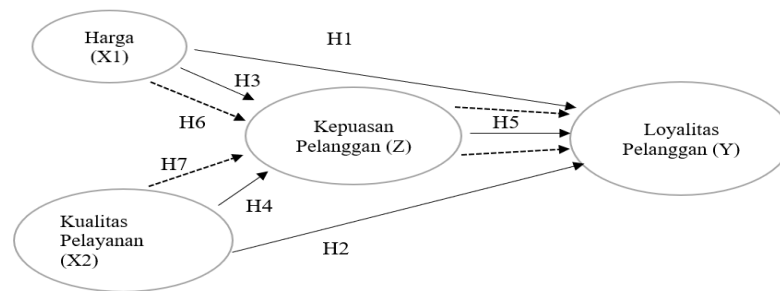 Harga
(X1)
H1
H3
H6
Kepuasan
Pelanggan (Z)
H5
Loyalitas
Pelanggan (Y)
H7
H4
Kualitas
Pelayanan
(X2)
H2